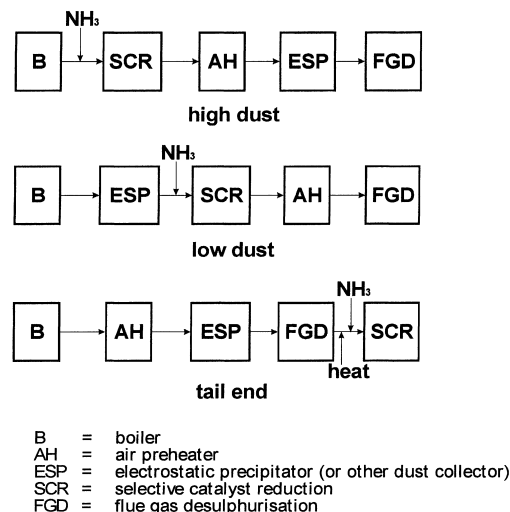 NH₃
B SCR AH ESP FGD
high dust
NH₃
B ESP SCR AH FGD
low dust
NH₃
B AH ESP FGD SCR
heat
tail end
B = boiler
AH = air preheater
ESP = electrostatic precipitator (or other dust collector)
SCR = selective catalyst reduction
FGD = flue gas desulphurisation